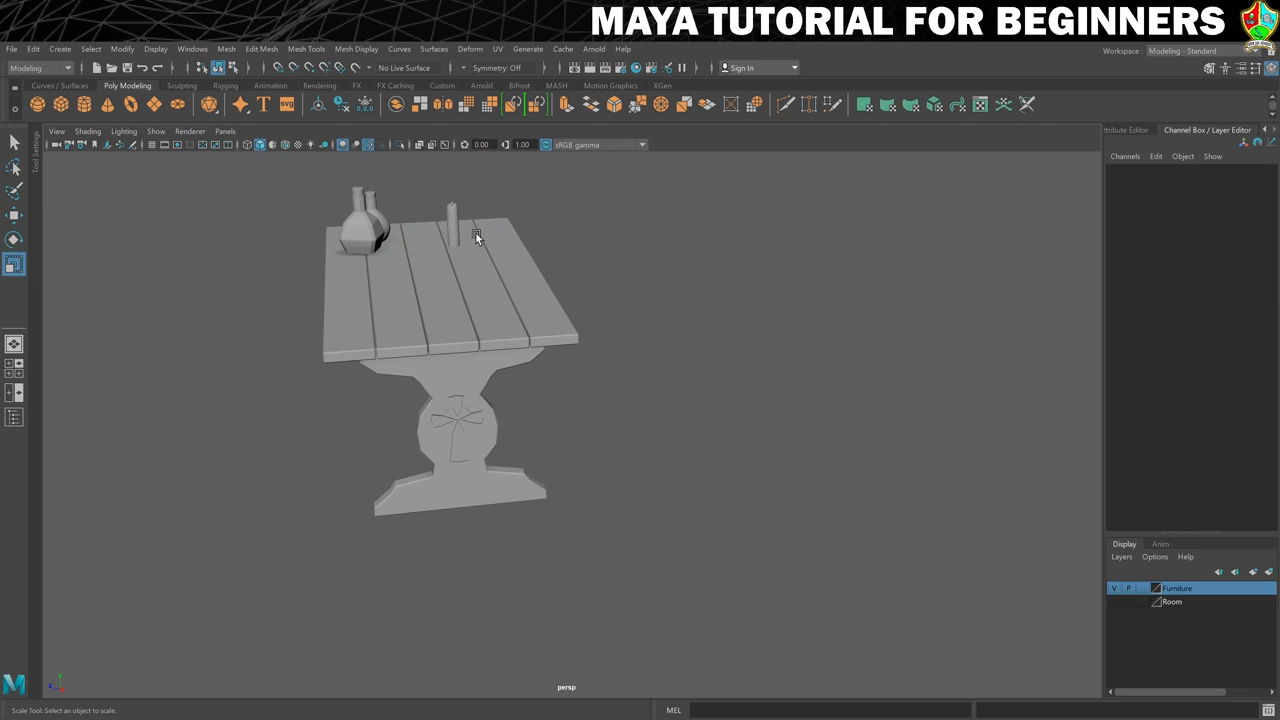 MAYA TUTORIAL FOR BEGINNERS
File Edit Create Select Modify Display Windows Mesh Edit Mesh Mesh Tools Mesh Display Curves Surfaces Deform UV Generate Cache Arnold Help
Workspace : Modeling - Standard
Modeling No Live Surface Symmetry: Off Sign In
Curves / Surfaces Poly Modeling Sculpting Rigging Animation Rendering FX FX Caching Custom Arnold Bifrost MASH Motion Graphics XGen
View Shading Lighting Show Renderer Panels
0.00 1.00 sRGB gamma
Tool Settings
tribute Editor Channel Box / Layer Editor
Channels Edit Object Show
persp
Display Anim
Layers Options Help
V P Furniture
Room
Scale Tool: Select an object to scale.
MEL